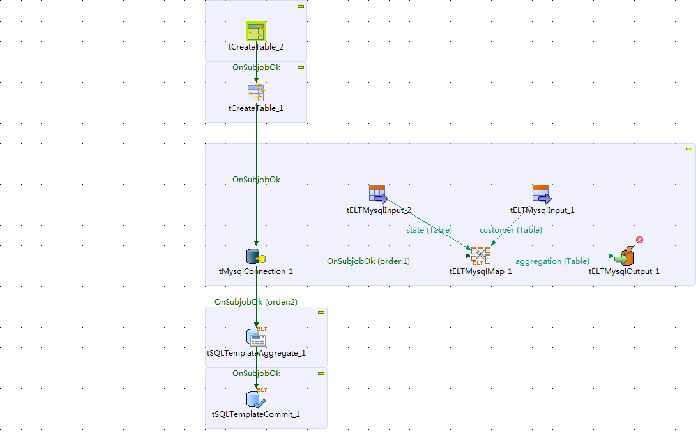 tCreateTable_2
OnSubjobOk
tCreateTable_1
OnSubjobOk
tELTMysqlInput_2
tELTMysqlInput_1
state (Table)
customer (Table)
OnSubjobOk (order:1)
aggregation (Table)
tMysqlConnection_1
tELTMysqlMap_1
tELTMysqlOutput_1
OnSubjobOk (order:2)
tSQLTemplateAggregate_1
OnSubjobOk
tSQLTemplateCommit_1